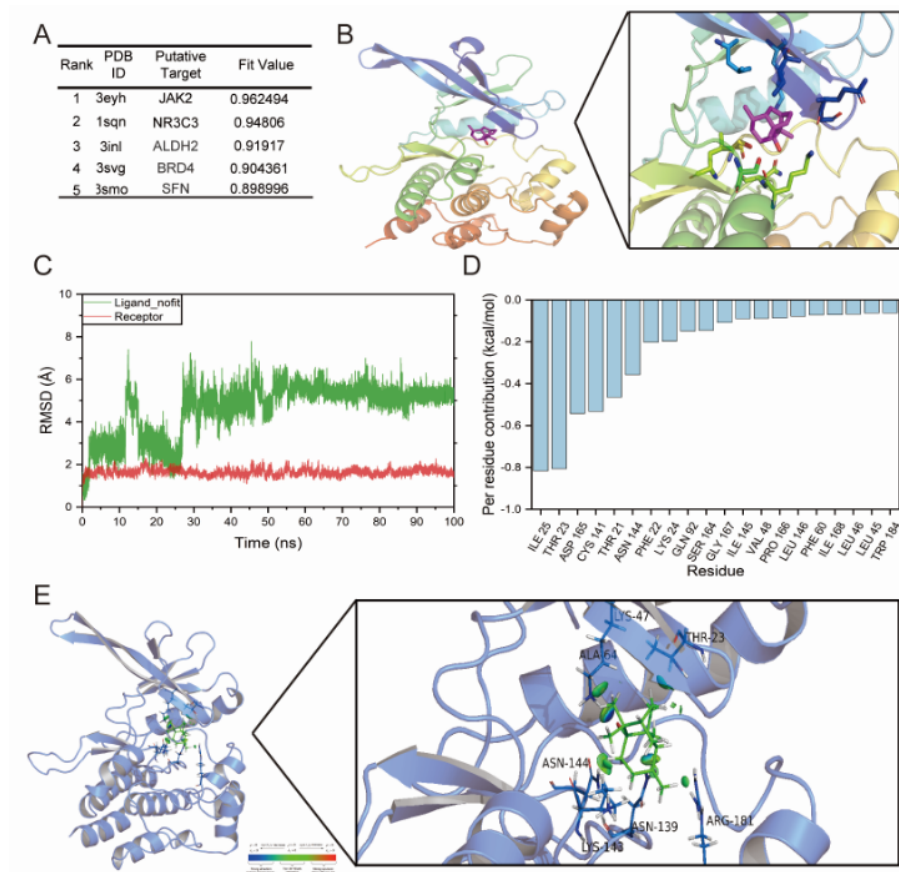 A
Rank PDB ID Putative Target Fit Value
1 3eyh JAK2 0.962494
2 1sqn NR3C3 0.94806
3 3inl ALDH2 0.91917
4 3svg BRD4 0.904361
5 3smo SFN 0.898996
B
C
Ligand_nofit
Receptor
RMSD (Å)
10
8
6
4
2
0
0 10 20 30 40 50 60 70 80 90 100
Time (ns)
D
Per residue contribution (kcal/mol)
0.0
-0.2
-0.4
-0.6
-0.8
-1.0
ILE 25
THR 23
ASP 165
CYS 141
THR 21
ASN 144
PHE 22
LYS 24
GLN 92
SER 164
GLY 167
ILE 145
VAL 48
PRO 166
LEU 146
PHE 60
ILE 168
LEU 46
LEU 45
TRP 184
Residue
E
LYS-47
THR-23
ALA-64
ASN-144
ASN-139
ARG-181
LYS-143